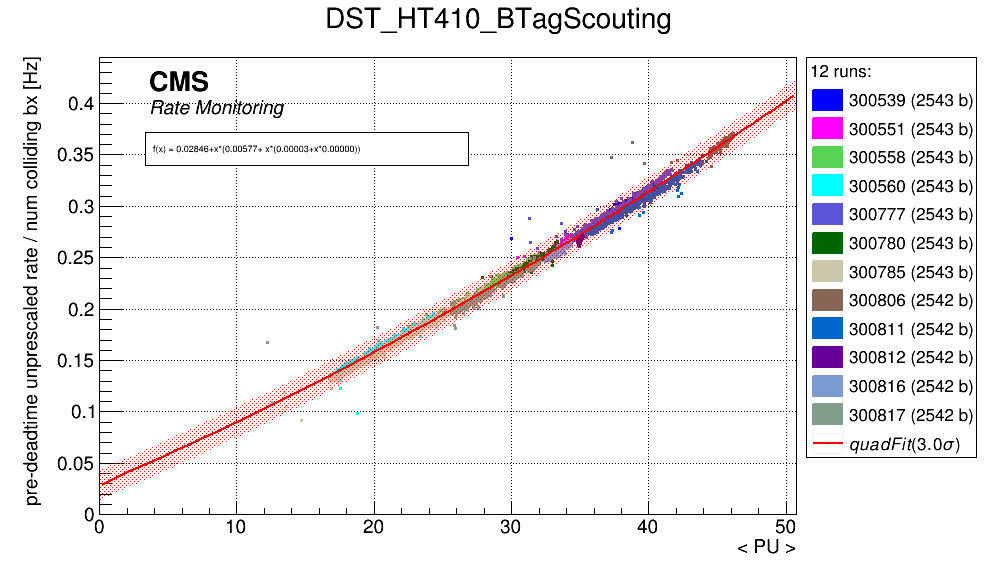 DST_HT410_BTagScouting
pre-deadtime unprescaled rate / num colliding bx [Hz]
CMS
Rate Monitoring
f(x) = 0.02846+x*(0.00577+ x*(0.00003+x*0.00000))
0.4
0.35
0.3
0.25
0.2
0.15
0.1
0.05
0
0 10 20 30 40 50
< PU >
12 runs:
300539 (2543 b)
300551 (2543 b)
300558 (2543 b)
300560 (2543 b)
300777 (2543 b)
300780 (2543 b)
300785 (2543 b)
300806 (2542 b)
300811 (2542 b)
300812 (2542 b)
300816 (2542 b)
300817 (2542 b)
quadFit(3.0σ)